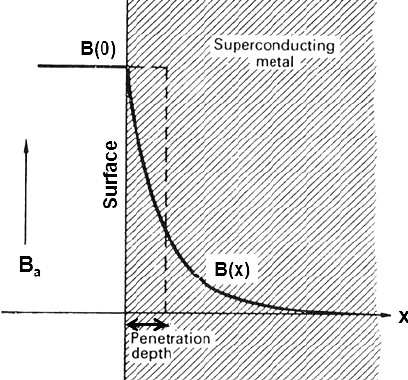 B(0)
Superconducting
metal
Surface
Bₐ
B(x)
x
Penetration
depth